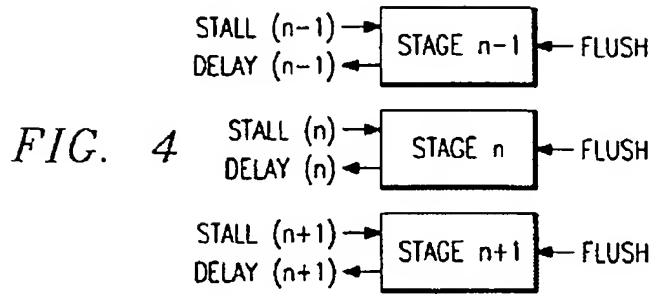 STALL (n-1) STAGE n-1 FLUSH
DELAY (n-1)
FIG. 4 STALL (n) STAGE n FLUSH
DELAY (n)
STALL (n+1) STAGE n+1 FLUSH
DELAY (n+1)